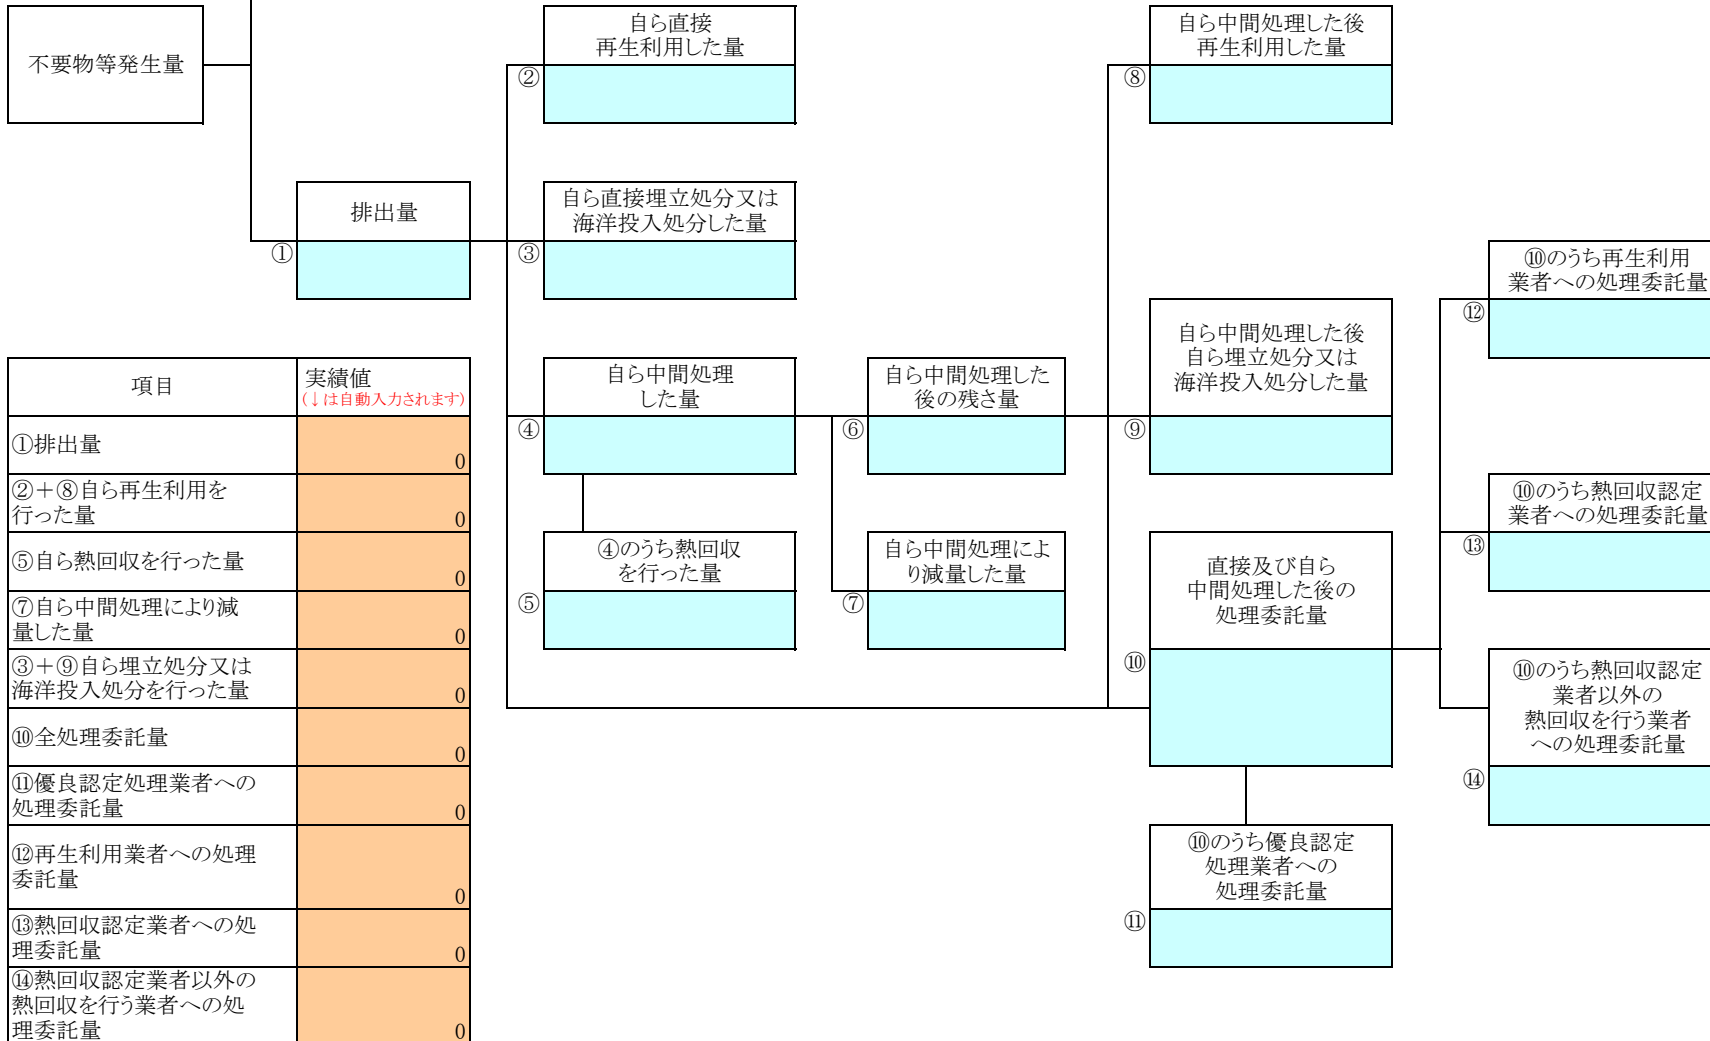 不要物等発生量
自ら直接
再生利用した量
②
自ら中間処理した後
再生利用した量
⑧
排出量
①
自ら直接埋立処分又は
海洋投入処分した量
③
⑩のうち再生利用
業者への処理委託量
⑫
自ら中間処理した後
自ら埋立処分又は
海洋投入処分した量
⑨
自ら中間処理
した量
④
自ら中間処理した
後の残さ量
⑥
④のうち熱回収
を行った量
⑤
自ら中間処理によ
り減量した量
⑦
直接及び自ら
中間処理した後の
処理委託量
⑩
⑩のうち熱回収認定
業者への処理委託量
⑬
⑩のうち熱回収認定
業者以外の
熱回収を行う業者
への処理委託量
⑭
⑩のうち優良認定
処理業者への
処理委託量
⑪
項目
実績値
(↓は自動入力されます)
①排出量
0
②＋⑧自ら再生利用を
行った量
0
⑤自ら熱回収を行った量
0
⑦自ら中間処理により減
量した量
0
③＋⑨自ら埋立処分又は
海洋投入処分を行った量
0
⑩全処理委託量
0
⑪優良認定処理業者への
処理委託量
0
⑫再生利用業者への処理
委託量
0
⑬熱回収認定業者への処
理委託量
0
⑭熱回収認定業者以外の
熱回収を行う業者への処
理委託量
0